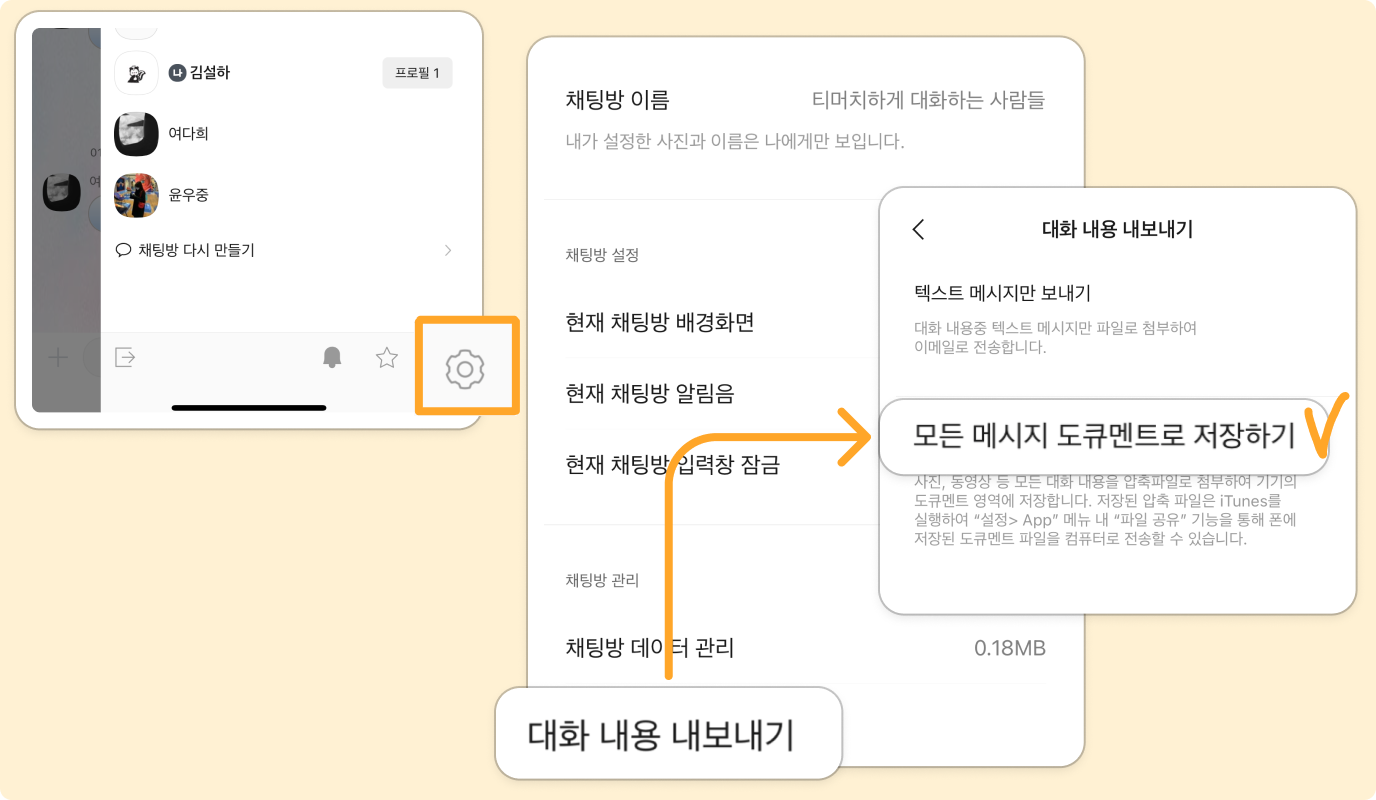 나 김설하
프로필 1
여다희
01
여
윤우중
채팅방 다시 만들기
채팅방 이름
티머치하게 대화하는 사람들
내가 설정한 사진과 이름은 나에게만 보입니다.
채팅방 설정
현재 채팅방 배경화면
현재 채팅방 알림음
현재 채팅방 입력창 잠금
채팅방 관리
채팅방 데이터 관리
0.18MB
대화 내용 내보내기
대화 내용 내보내기
텍스트 메시지만 보내기
대화 내용중 텍스트 메시지만 파일로 첨부하여
이메일로 전송합니다.
모든 메시지 도큐멘트로 저장하기
사진, 동영상 등 모든 대화 내용을 압축파일로 첨부하여 기기의
도큐멘트 영역에 저장합니다. 저장된 압축 파일은 iTunes를
실행하여 “설정> App” 메뉴 내 “파일 공유” 기능을 통해 폰에
저장된 도큐멘트 파일을 컴퓨터로 전송할 수 있습니다.